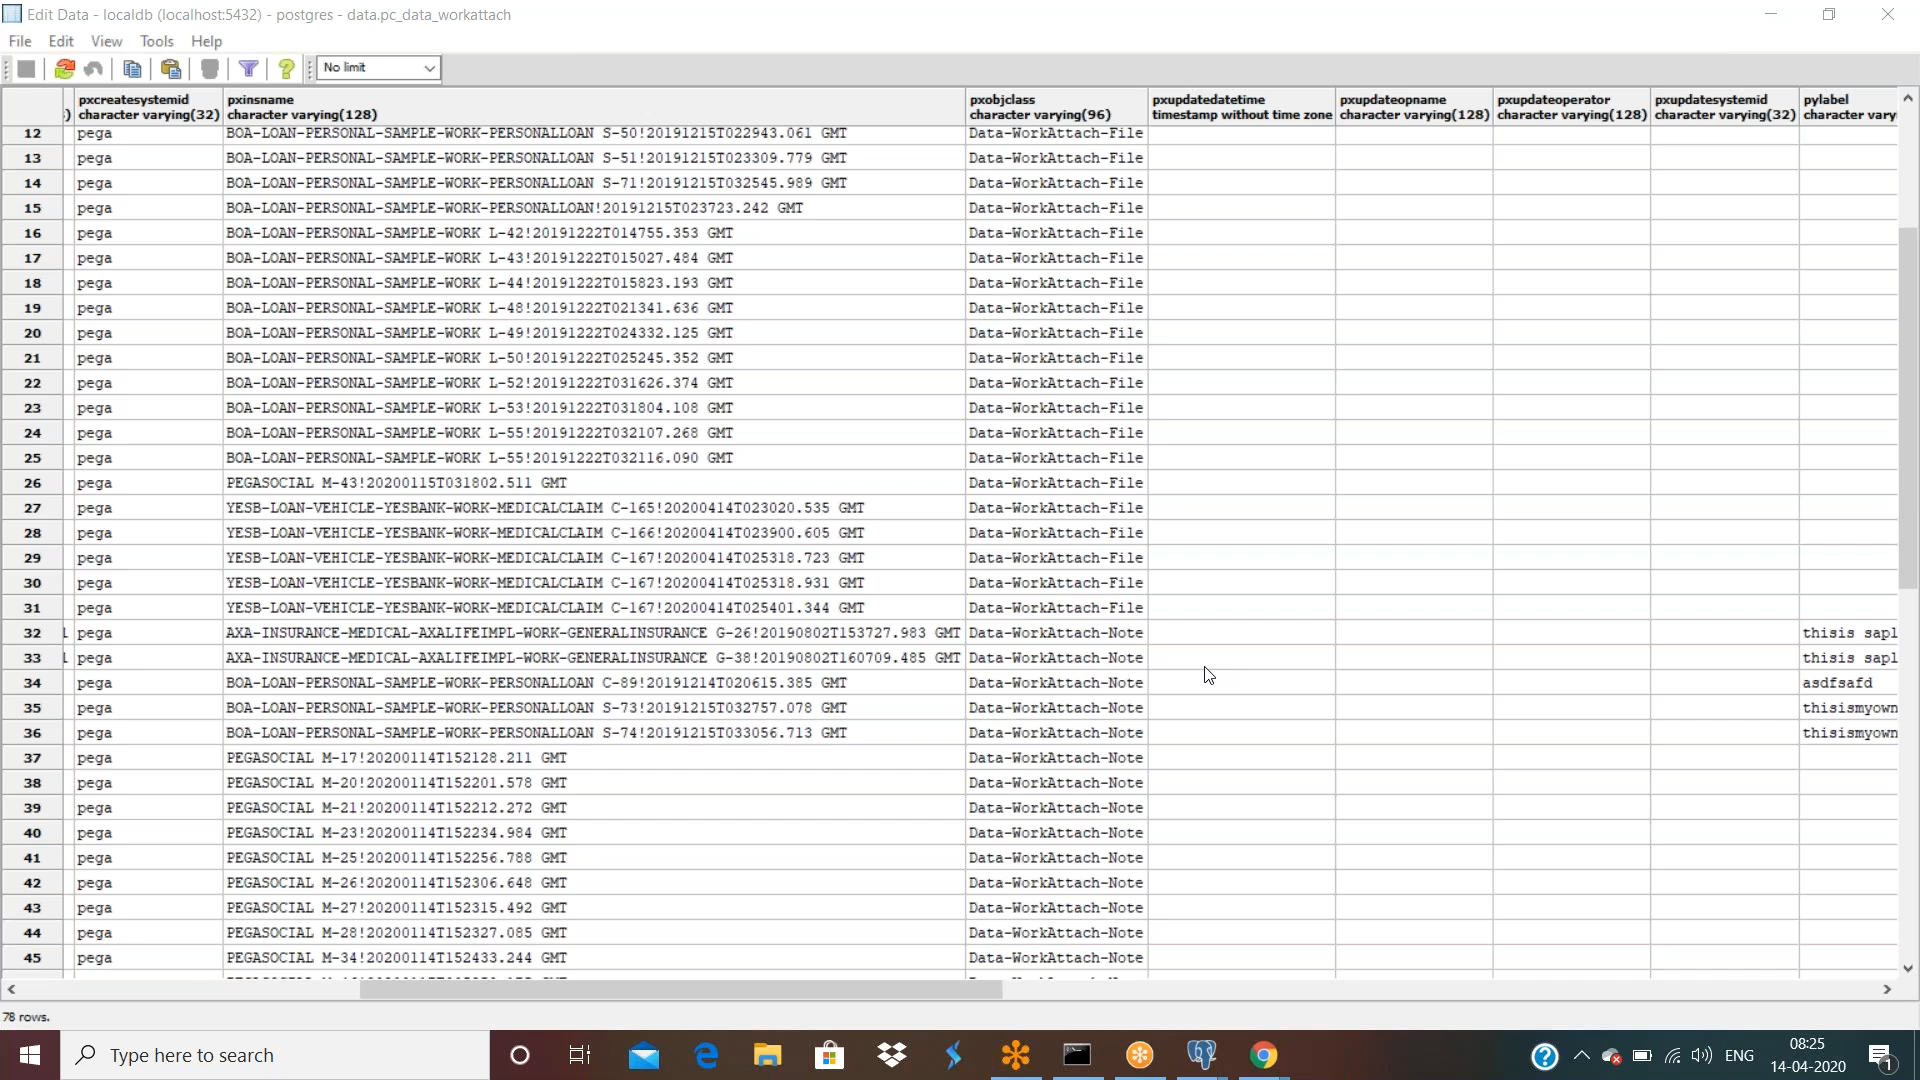 Edit Data - localdb (localhost:5432) - postgres - data.pc_data_workattach
File Edit View Tools Help
No limit
pxcreatesystemid pxinsname pxobjclass pxupdatedatetime pxupdateopname pxupdateoperator pxupdatesystemid pylabel
) character varying(32) character varying(128) character varying(96) timestamp without time zone character varying(128) character varying(128) character varying(32) character vary
12 pega BOA-LOAN-PERSONAL-SAMPLE-WORK-PERSONALLOAN S-50!20191215T022943.061 GMT Data-WorkAttach-File
13 pega BOA-LOAN-PERSONAL-SAMPLE-WORK-PERSONALLOAN S-51!20191215T023309.779 GMT Data-WorkAttach-File
14 pega BOA-LOAN-PERSONAL-SAMPLE-WORK-PERSONALLOAN S-71!20191215T032545.989 GMT Data-WorkAttach-File
15 pega BOA-LOAN-PERSONAL-SAMPLE-WORK-PERSONALLOAN!20191215T023723.242 GMT Data-WorkAttach-File
16 pega BOA-LOAN-PERSONAL-SAMPLE-WORK L-42!20191222T014755.353 GMT Data-WorkAttach-File
17 pega BOA-LOAN-PERSONAL-SAMPLE-WORK L-43!20191222T015027.484 GMT Data-WorkAttach-File
18 pega BOA-LOAN-PERSONAL-SAMPLE-WORK L-44!20191222T015823.193 GMT Data-WorkAttach-File
19 pega BOA-LOAN-PERSONAL-SAMPLE-WORK L-48!20191222T021341.636 GMT Data-WorkAttach-File
20 pega BOA-LOAN-PERSONAL-SAMPLE-WORK L-49!20191222T024332.125 GMT Data-WorkAttach-File
21 pega BOA-LOAN-PERSONAL-SAMPLE-WORK L-50!20191222T025245.352 GMT Data-WorkAttach-File
22 pega BOA-LOAN-PERSONAL-SAMPLE-WORK L-52!20191222T031626.374 GMT Data-WorkAttach-File
23 pega BOA-LOAN-PERSONAL-SAMPLE-WORK L-53!20191222T031804.108 GMT Data-WorkAttach-File
24 pega BOA-LOAN-PERSONAL-SAMPLE-WORK L-55!20191222T032107.268 GMT Data-WorkAttach-File
25 pega BOA-LOAN-PERSONAL-SAMPLE-WORK L-55!20191222T032116.090 GMT Data-WorkAttach-File
26 pega PEGASOCIAL M-43!20200115T031802.511 GMT Data-WorkAttach-File
27 pega YESB-LOAN-VEHICLE-YESBANK-WORK-MEDICALCLAIM C-165!20200414T023020.535 GMT Data-WorkAttach-File
28 pega YESB-LOAN-VEHICLE-YESBANK-WORK-MEDICALCLAIM C-166!20200414T023900.605 GMT Data-WorkAttach-File
29 pega YESB-LOAN-VEHICLE-YESBANK-WORK-MEDICALCLAIM C-167!20200414T025318.723 GMT Data-WorkAttach-File
30 pega YESB-LOAN-VEHICLE-YESBANK-WORK-MEDICALCLAIM C-167!20200414T025318.931 GMT Data-WorkAttach-File
31 pega YESB-LOAN-VEHICLE-YESBANK-WORK-MEDICALCLAIM C-167!20200414T025401.344 GMT Data-WorkAttach-File
32 1 pega AXA-INSURANCE-MEDICAL-AXALIFEIMPL-WORK-GENERALINSURANCE G-26!20190802T153727.983 GMT Data-WorkAttach-Note thisis sapl
33 1 pega AXA-INSURANCE-MEDICAL-AXALIFEIMPL-WORK-GENERALINSURANCE G-38!20190802T160709.485 GMT Data-WorkAttach-Note thisis sapl
34 pega BOA-LOAN-PERSONAL-SAMPLE-WORK-PERSONALLOAN C-89!20191214T020615.385 GMT Data-WorkAttach-Note asdfsafd
35 pega BOA-LOAN-PERSONAL-SAMPLE-WORK-PERSONALLOAN S-73!20191215T032757.078 GMT Data-WorkAttach-Note thisismyown
36 pega BOA-LOAN-PERSONAL-SAMPLE-WORK-PERSONALLOAN S-74!20191215T033056.713 GMT Data-WorkAttach-Note thisismyown
37 pega PEGASOCIAL M-17!20200114T152128.211 GMT Data-WorkAttach-Note
38 pega PEGASOCIAL M-20!20200114T152201.578 GMT Data-WorkAttach-Note
39 pega PEGASOCIAL M-21!20200114T152212.272 GMT Data-WorkAttach-Note
40 pega PEGASOCIAL M-23!20200114T152234.984 GMT Data-WorkAttach-Note
41 pega PEGASOCIAL M-25!20200114T152256.788 GMT Data-WorkAttach-Note
42 pega PEGASOCIAL M-26!20200114T152306.648 GMT Data-WorkAttach-Note
43 pega PEGASOCIAL M-27!20200114T152315.492 GMT Data-WorkAttach-Note
44 pega PEGASOCIAL M-28!20200114T152327.085 GMT Data-WorkAttach-Note
45 pega PEGASOCIAL M-34!20200114T152433.244 GMT Data-WorkAttach-Note
78 rows.
Type here to search
ENG
08:25
14-04-2020
1